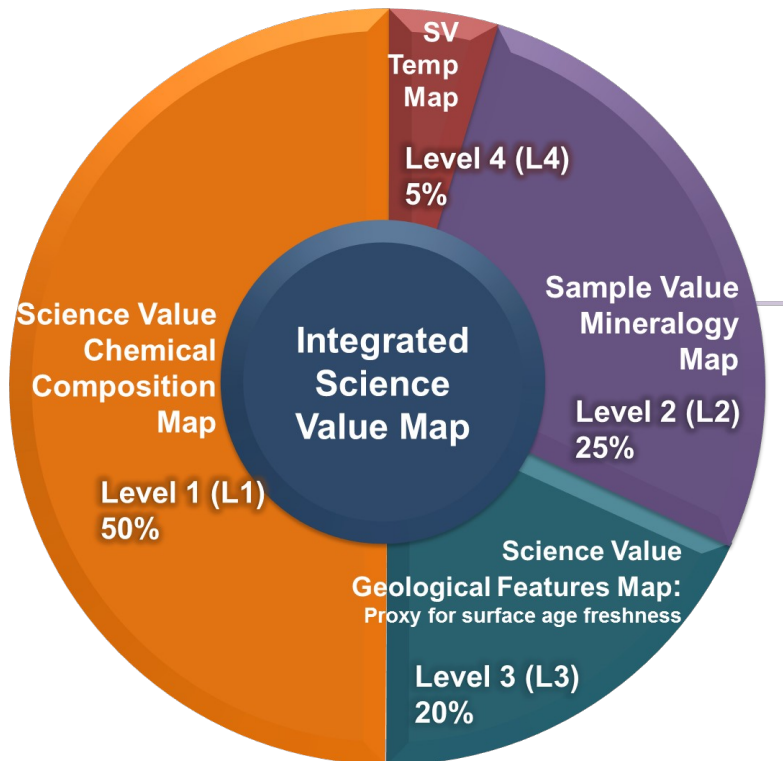 SV
Temp
Map
Level 4 (L4)
5%
Sample Value
Mineralogy
Map
Level 2 (L2)
25%
Science Value
Chemical
Composition
Map
Level 1 (L1)
50%
Integrated
Science
Value Map
Science Value
Geological Features Map:
Proxy for surface age freshness
Level 3 (L3)
20%